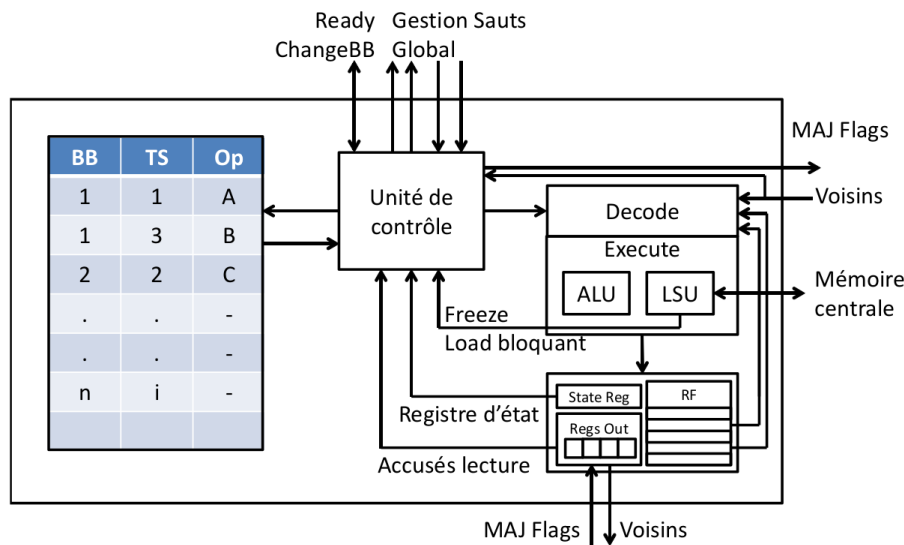 Ready Gestion Sauts
ChangeBB Global
MAJ Flags
Voisins
BB TS Op
1 1 A
1 3 B
2 2 C
. . -
. . -
n i -
Unité de
contrôle
Decode
Execute
ALU LSU
Mémoire
centrale
Freeze
Load bloquant
State Reg RF
Registre d'état
Regs Out
Accusés lecture
MAJ Flags Voisins